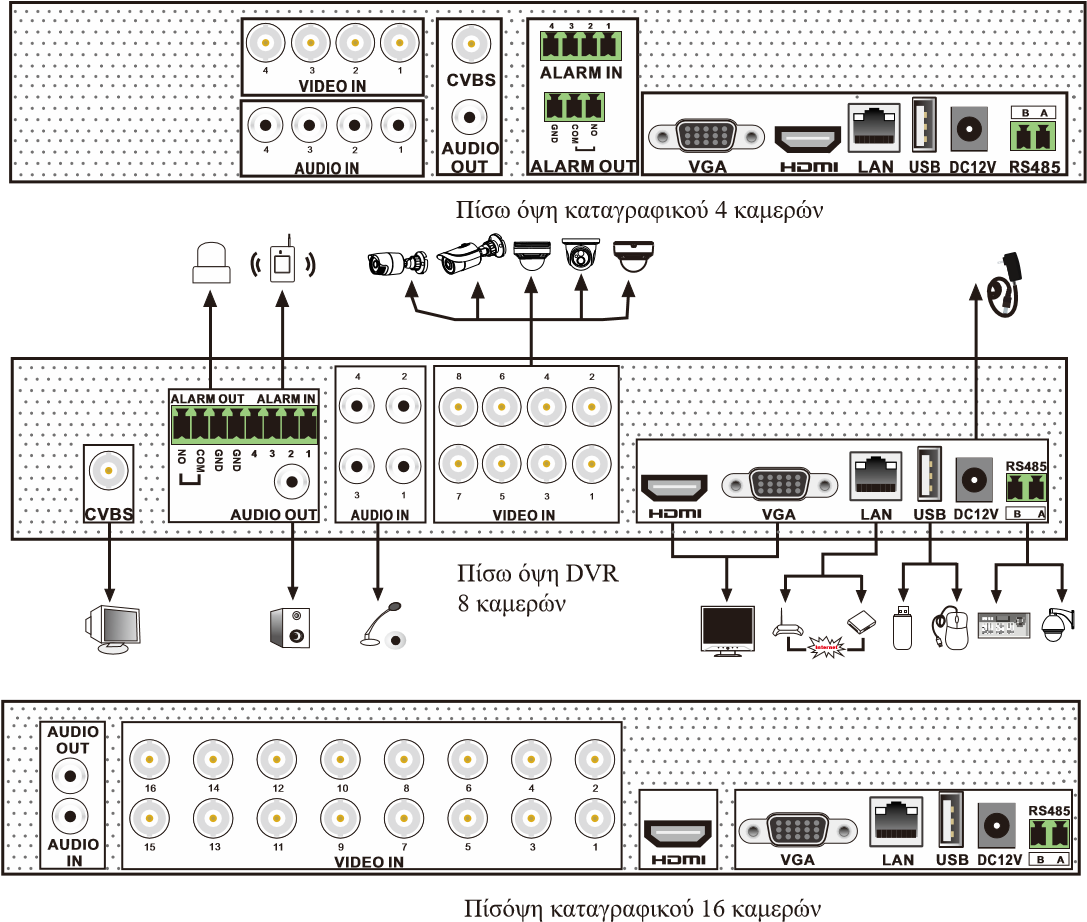 4 3 2 1
VIDEO IN
4 3 2 1
AUDIO IN
CVBS
AUDIO
OUT
4 3 2 1
ALARM IN
GND COM NO
ALARM OUT
VGA
HDMI
LAN
USB
DC12V
B A
RS485
Πίσω όψη καταγραφικού 4 καμερών
CVBS
ALARM OUT ALARM IN
NO COM GND GND 4 3 2 1
AUDIO OUT
4 2
3 1
AUDIO IN
8 6 4 2
7 5 3 1
VIDEO IN
HDMI
VGA
LAN
USB
DC12V
RS485
B A
Πίσω όψη DVR
8 καμερών
Internet
AUDIO
OUT
AUDIO
IN
16 14 12 10 8 6 4 2
15 13 11 9 7 5 3 1
VIDEO IN
HDMI
VGA
LAN
USB
DC12V
RS485
B A
Πίσόψη καταγραφικού 16 καμερών